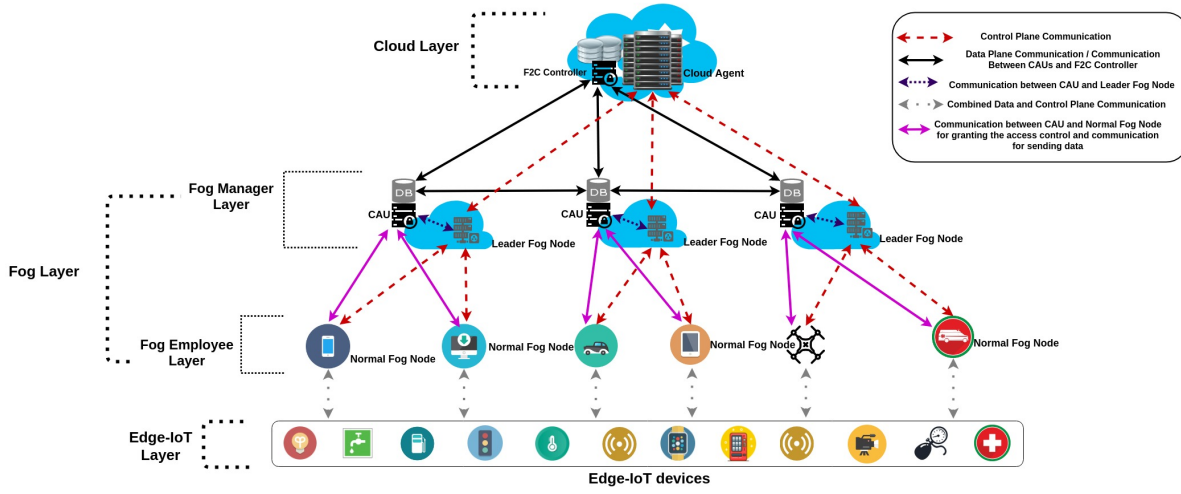 Cloud Layer
F2C Controller
Cloud Agent
Control Plane Communication
Data Plane Communication / Communication
Between CAUs and F2C Controller
Communication between CAU and Leader Fog Node
Combined Data and Control Plane Communication
Communication between CAU and Normal Fog Node
for granting the access control and communication
for sending data
Fog Layer
Fog Manager
Layer
DB
CAU
Leader Fog Node
DB
CAU
Leader Fog Node
DB
CAU
Leader Fog Node
Fog Employee
Layer
Normal Fog Node
Normal Fog Node
Normal Fog Node
Normal Fog Node
Edge-IoT
Layer
Edge-IoT devices